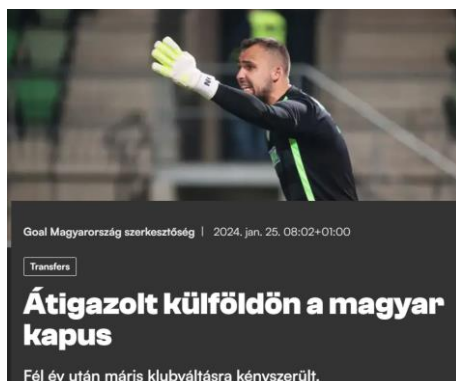 Goal Magyarország szerkesztőség | 2024. jan. 25. 08:02+01:00
Transfers
Átigazolt külföldön a magyar
kapus
Fél év után máris klubváltásra kényszerült.